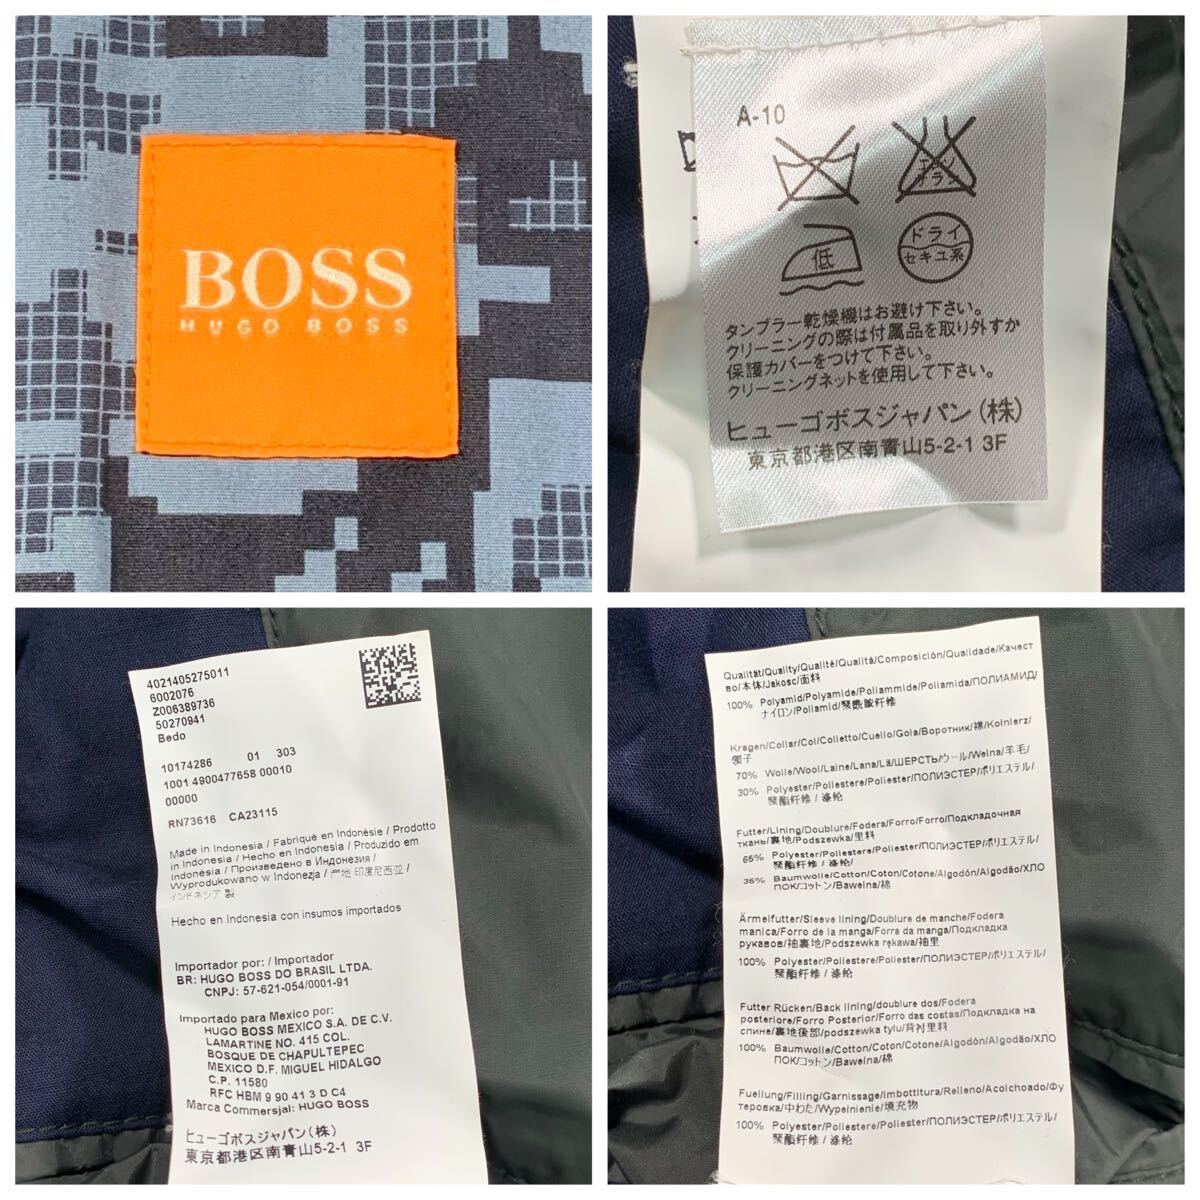 BOSS
HUGO BOSS
A-10
低
ドライ
セキユ系
タンブラー乾燥機はお避け下さい。
クリーニングの際は付属品を取り外すか
保護カバーをつけて下さい。
クリーニングネットを使用して下さい。
ヒューゴボスジャパン(株)
東京都港区南青山5-2-1 3F
4021405275011
6002076
Z006389736
50270941
Bedo
10174286 01 303
1001 4900477658 00010
00000
RN73616 CA23115
Made in Indonesia / Fabriqué en Indonésie / Prodotto
in Indonesia / Hecho en Indonesia / Produzido em
Indonésia / Произведено в Индонезии /
Wyprodukowano w Indonezja / 产地 印度尼西亚 /
インドネシア 製
Hecho en Indonesia con insumos importados
Importador por: / Importador
BR: HUGO BOSS DO BRASIL LTDA.
CNPJ: 57-621-054/0001-91
Importado para Mexico por:
HUGO BOSS MEXICO S.A. DE C.V.
LAMARTINE NO. 415 COL.
BOSQUE DE CHAPULTEPEC
MEXICO D.F. MIGUEL HIDALGO
C.P. 11580
RFC HBM 9 90 41 3 D C4
Marca Commersjal: HUGO BOSS
ヒューゴボスジャパン(株)
東京都港区南青山5-2-1 3F
Qualität/Quality/Qualité/Qualitá/Composición/Qualidade/Качест
во/本体/Jakosc/面料
100% Polyamid/Polyamide/Poliammide/Poliamida/ПОЛИАМИД/
ナイロン/Poliamid/聚酰胺纤维
Kragen/Collar/Col/Colletto/Cuello/Gola/Воротник/襟/Kolnierz/
领子
70% Wolle/Wool/Laine/Lana/Lã/ШЕРСТЬ/ウール/Welna/羊毛/
30% Polyester/Poliestere/Poliester/ПОЛИЭСТЕР/ポリエステル/
聚酯纤维 / 涤纶
Futter/Lining/Doublure/Fodera/Forro/Forro/Подкладочная
ткань/裏地/Podszewka/里料
65% Polyester/Poliestere/Poliester/ПОЛИЭСТЕР/ポリエステル/
聚酯纤维 / 涤纶/
35% Baumwolle/Cotton/Coton/Cotone/Algodón/Algodão/ХЛО
ПОК/コットン/Bawelna/棉
Ärmelfutter/Sleeve lining/Doublure de manche/Fodera
manica/Forro de la manga/Forra da manga/Подкладка
рукавов/袖裏地/Podszewka rękawa/袖里
100% Polyester/Poliestere/Poliester/ПОЛИЭСТЕР/ポリエステル/
聚酯纤维 / 涤纶
Futter Rücken/Back lining/doublure dos/Fodera
posteriore/Forro Posterior/Forro das costas/Подкладка на
спине/裏地後部/podszewka tylu/背衬里料
100% Baumwolle/Cotton/Coton/Cotone/Algodón/Algodão/ХЛО
ПОК/コットン/Bawelna/棉
Fuellung/Filling/Garnissage/Imbottitura/Relleno/Acolchoado/Фу
теровка/中わた/Wypelnienie/填充物
100% Polyester/Poliestere/Poliester/ПОЛИЭСТЕР/ポリエステル/
聚酯纤维 / 涤纶